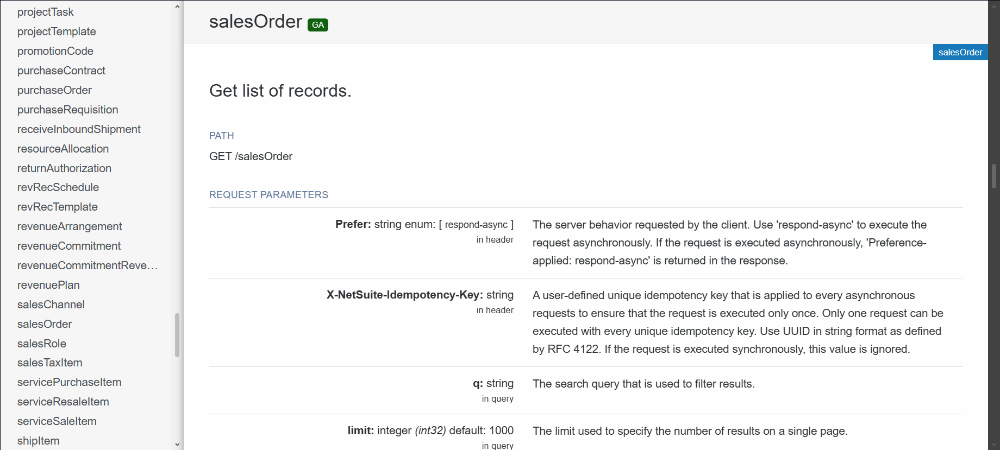 projectTask
projectTemplate
promotionCode
purchaseContract
purchaseOrder
purchaseRequisition
receiveInboundShipment
resourceAllocation
returnAuthorization
revRecSchedule
revRecTemplate
revenueArrangement
revenueCommitment
revenueCommitmentReve…
revenuePlan
salesChannel
salesOrder
salesRole
salesTaxItem
servicePurchaseItem
serviceResaleItem
serviceSaleItem
shipItem
salesOrder GA
salesOrder
Get list of records.
PATH
GET /salesOrder
REQUEST PARAMETERS
Prefer: string enum: [ respond-async ]
in header
The server behavior requested by the client. Use 'respond-async' to execute the
request asynchronously. If the request is executed asynchronously, 'Preference-
applied: respond-async' is returned in the response.
X-NetSuite-Idempotency-Key: string
in header
A user-defined unique idempotency key that is applied to every asynchronous
requests to ensure that the request is executed only once. Only one request can be
executed with every unique idempotency key. Use UUID in string format as defined
by RFC 4122. If the request is executed synchronously, this value is ignored.
q: string
in query
The search query that is used to filter results.
limit: integer (int32) default: 1000
in query
The limit used to specify the number of results on a single page.